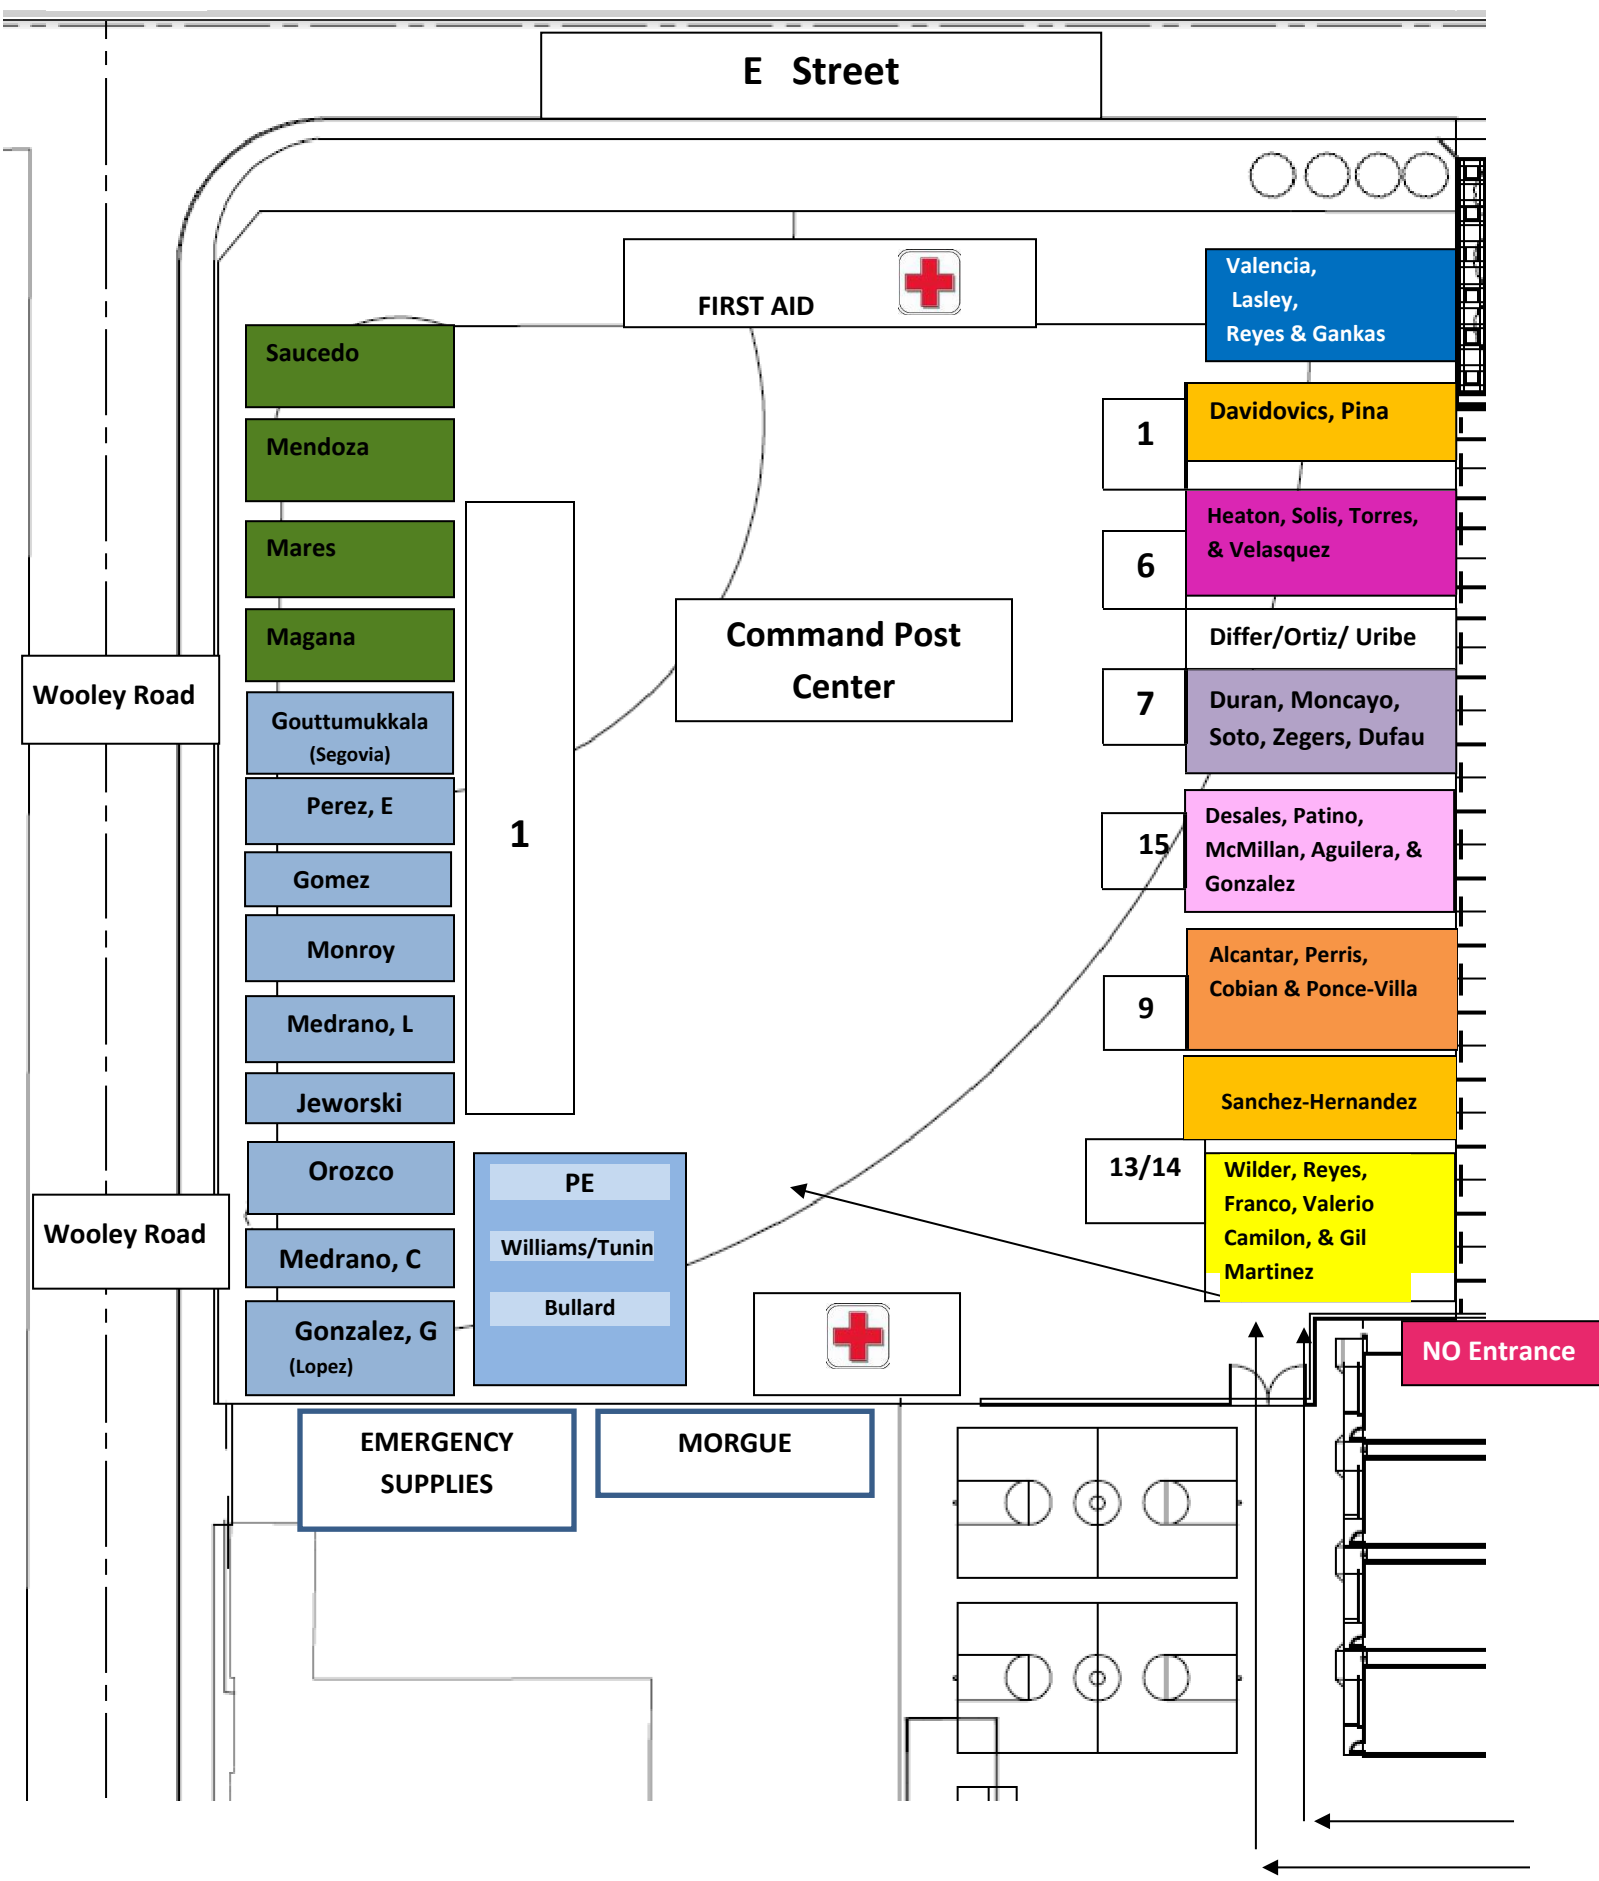 E Street
FIRST AID
Valencia,
Lasley,
Reyes & Gankas
Saucedo
Mendoza
Mares
Magana
Gouttumukkala
(Segovia)
Perez, E
Gomez
Monroy
Medrano, L
Jeworski
Orozco
Medrano, C
Gonzalez, G
(Lopez)
Wooley Road
Wooley Road
1
Command Post
Center
PE
Williams/Tunin
Bullard
1
Davidovics, Pina
6
Heaton, Solis, Torres,
& Velasquez
Differ/Ortiz/ Uribe
7
Duran, Moncayo,
Soto, Zegers, Dufau
15
Desales, Patino,
McMillan, Aguilera, &
Gonzalez
9
Alcantar, Perris,
Cobian & Ponce-Villa
Sanchez-Hernandez
13/14
Wilder, Reyes,
Franco, Valerio
Camilon, & Gil
Martinez
NO Entrance
EMERGENCY
SUPPLIES
MORGUE